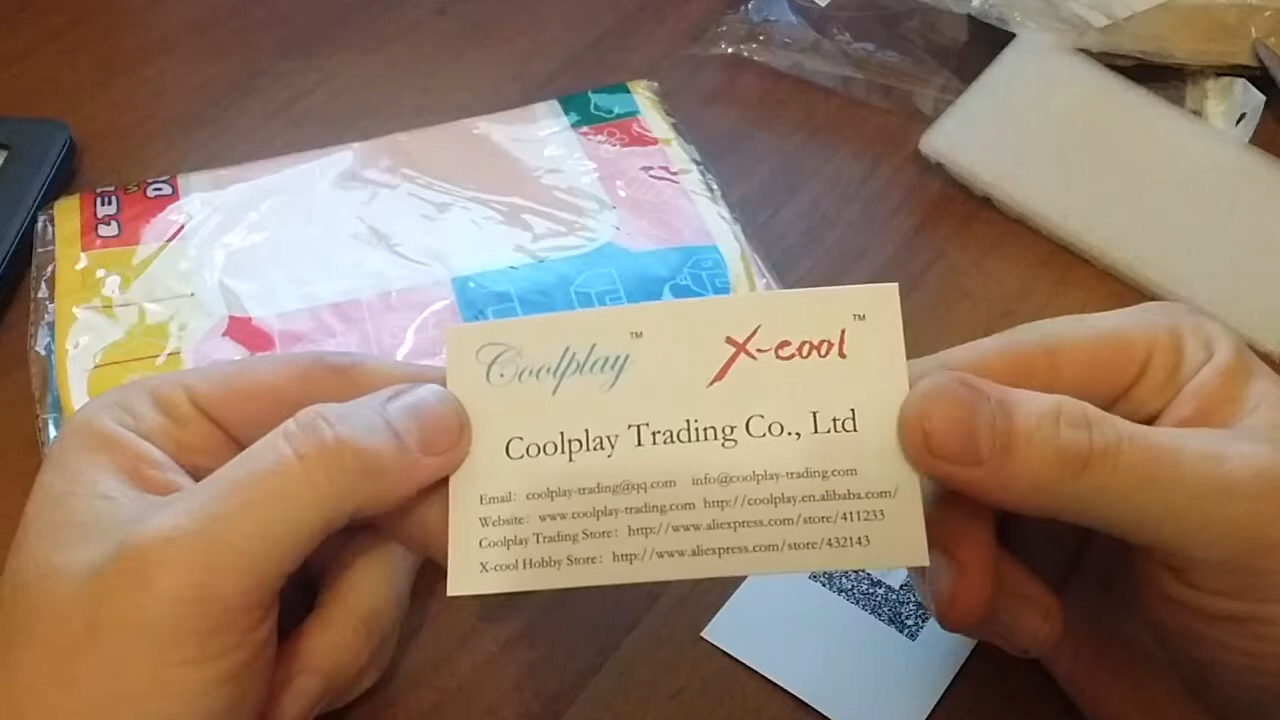 Coolplay™ X-cool™
Coolplay Trading Co., Ltd
Email: coolplay-trading@qq.com info@coolplay-trading.com
Website: www.coolplay-trading.com http://coolplay.en.alibaba.com/
Coolplay Trading Store: http://www.aliexpress.com/store/411233
X-cool Hobby Store: http://www.aliexpress.com/store/432143